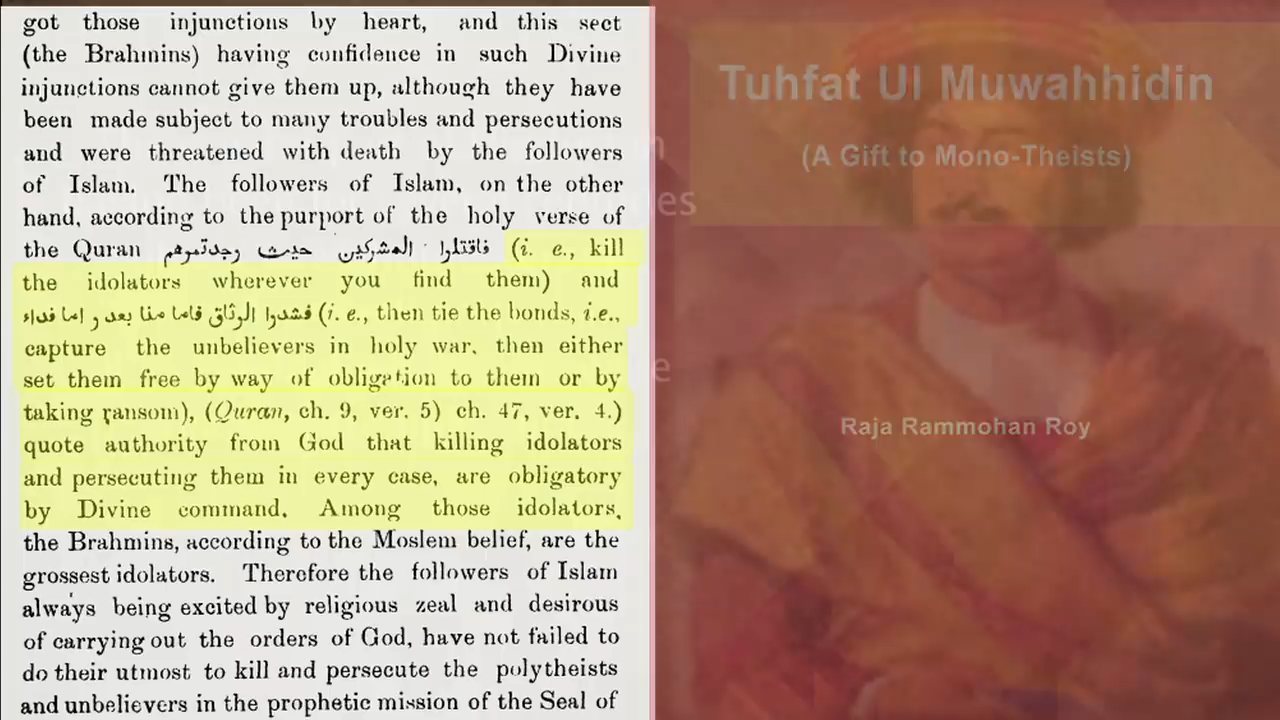 got those injunctions by heart, and this sect
(the Brahmins) having confidence in such Divine
injunctions cannot give them up, although they have
been made subject to many troubles and persecutions
and were threatened with death by the followers
of Islam. The followers of Islam, on the other
hand, according to the purport of the holy verse of
the Quran فاقتلوا المشركين حيث وجدتموهم (i. e., kill
the idolators wherever you find them) and
فشدوا الوثاق فاما منا بعد و اما فداء (i. e., then tie the bonds, i.e.,
capture the unbelievers in holy war, then either
set them free by way of obligation to them or by
taking ransom), (Quran, ch. 9, ver. 5) ch. 47, ver. 4.)
quote authority from God that killing idolators
and persecuting them in every case, are obligatory
by Divine command. Among those idolators,
the Brahmins, according to the Moslem belief, are the
grossest idolators. Therefore the followers of Islam
always being excited by religious zeal and desirous
of carrying out the orders of God, have not failed to
do their utmost to kill and persecute the polytheists
and unbelievers in the prophetic mission of the Seal of
Tuhfat Ul Muwahhidin
(A Gift to Mono-Theists)
Raja Rammohan Roy